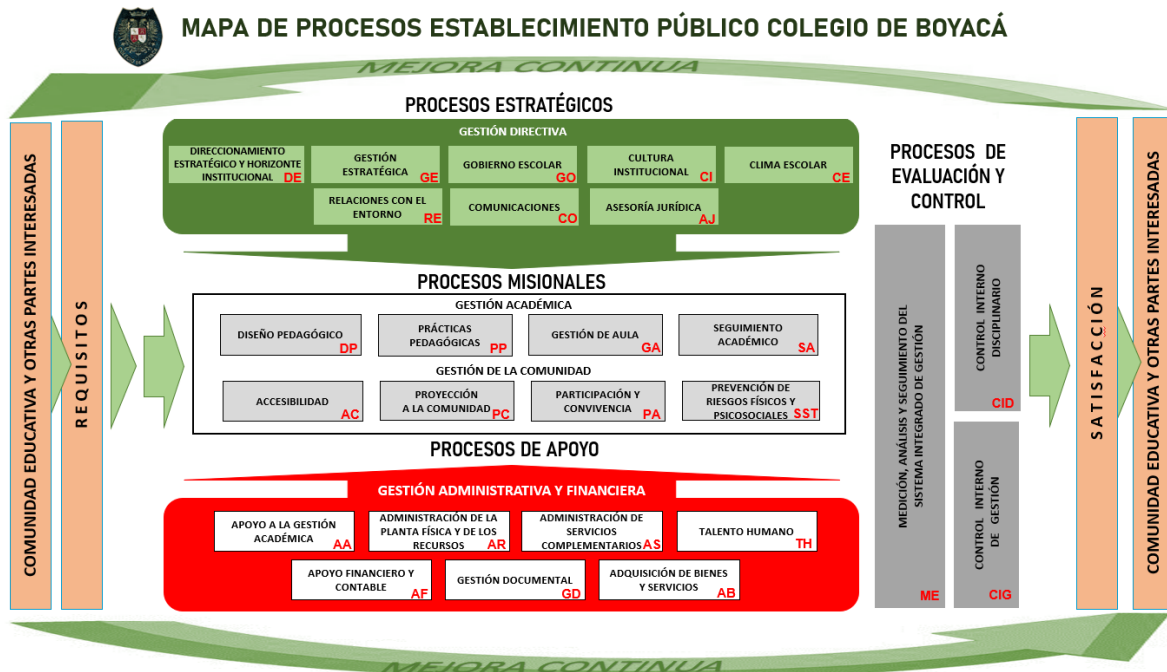 MAPA DE PROCESOS ESTABLECIMIENTO PÚBLICO COLEGIO DE BOYACÁ
MEJORA CONTINUA
COMUNIDAD EDUCATIVA Y OTRAS PARTES INTERESADAS
REQUISITOS
PROCESOS ESTRATÉGICOS
GESTIÓN DIRECTIVA
DIRECCIONAMIENTO
ESTRATÉGICO Y HORIZONTE
INSTITUCIONAL DE
GESTIÓN
ESTRATÉGICA
GE
GOBIERNO ESCOLAR
GO
CULTURA
INSTITUCIONAL
CI
CLIMA ESCOLAR
CE
RELACIONES CON EL
ENTORNO
RE
COMUNICACIONES
CO
ASESORÍA JURÍDICA
AJ
PROCESOS MISIONALES
GESTIÓN ACADÉMICA
DISEÑO PEDAGÓGICO
DP
PRÁCTICAS
PEDAGÓGICAS
PP
GESTIÓN DE AULA
GA
SEGUIMIENTO
ACADÉMICO
SA
GESTIÓN DE LA COMUNIDAD
ACCESIBILIDAD
AC
PROYECCIÓN
A LA COMUNIDAD
PC
PARTICIPACIÓN Y
CONVIVENCIA
PA
PREVENCIÓN DE
RIESGOS FÍSICOS Y
PSICOSOCIALES
SST
PROCESOS DE APOYO
GESTIÓN ADMINISTRATIVA Y FINANCIERA
APOYO A LA GESTIÓN
ACADÉMICA
AA
ADMINISTRACIÓN DE LA
PLANTA FÍSICA Y DE LOS
RECURSOS
AR
ADMINISTRACIÓN DE
SERVICIOS
COMPLEMENTARIOS
AS
TALENTO HUMANO
TH
APOYO FINANCIERO Y
CONTABLE
AF
GESTIÓN DOCUMENTAL
GD
ADQUISICIÓN DE BIENES
Y SERVICIOS
AB
PROCESOS DE
EVALUACIÓN Y
CONTROL
MEDICIÓN, ANÁLISIS Y SEGUIMIENTO DEL
SISTEMA INTEGRADO DE GESTIÓN
ME
CONTROL INTERNO
DISCIPLINARIO
CID
CONTROL INTERNO
DE GESTIÓN
CIG
SATISFACCIÓN
COMUNIDAD EDUCATIVA Y OTRAS PARTES INTERESADAS
MEJORA CONTINUA